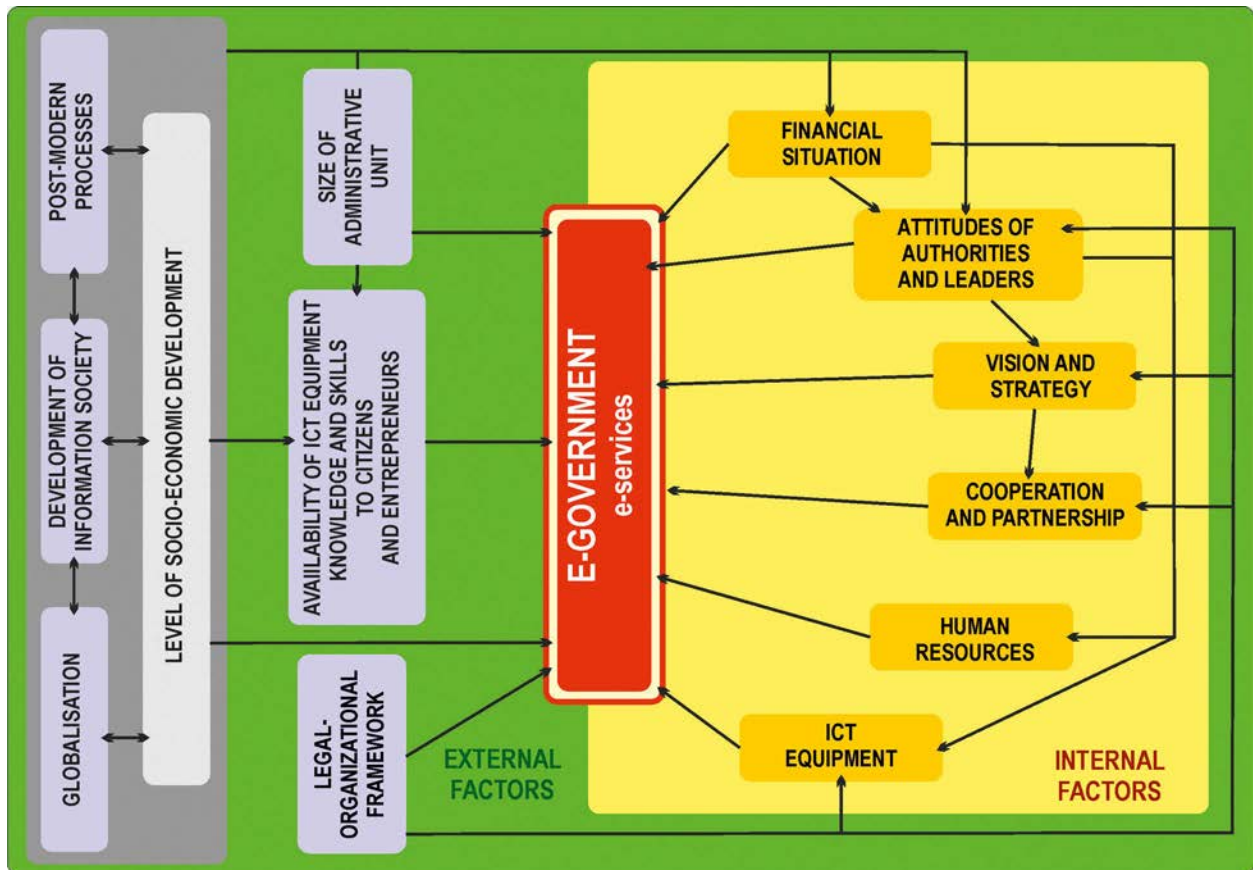 POST-MODERN
PROCESSES
DEVELOPMENT OF
INFORMATION SOCIETY
GLOBALISATION
LEVEL OF SOCIO-ECONOMIC DEVELOPMENT
SIZE OF
ADMINISTRATIVE
UNIT
AVAILABILITY OF ICT EQUIPMENT
KNOWLEDGE AND SKILLS
TO CITIZENS
AND ENTREPRENEURS
LEGAL-
ORGANIZATIONAL
FRAMEWORK
EXTERNAL
FACTORS
E-GOVERNMENT
e-services
FINANCIAL
SITUATION
ATTITUDES OF
AUTHORITIES
AND LEADERS
VISION AND
STRATEGY
COOPERATION
AND PARTNERSHIP
HUMAN
RESOURCES
ICT
EQUIPMENT
INTERNAL
FACTORS